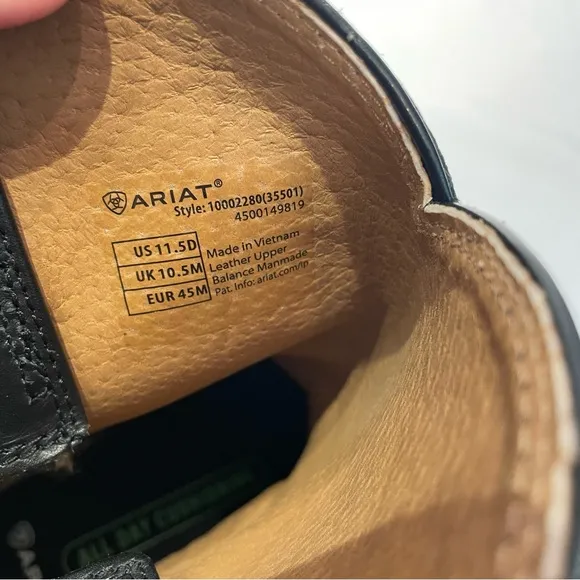 ARIAT®
Style: 10002280(35501)
4500149819
US 11.5D
UK 10.5M
EUR 45M
Made in Vietnam
Leather Upper
Balance Manmade
Pat. Info: ariat.com/ip
ALL DAY CUSHIONING
AR